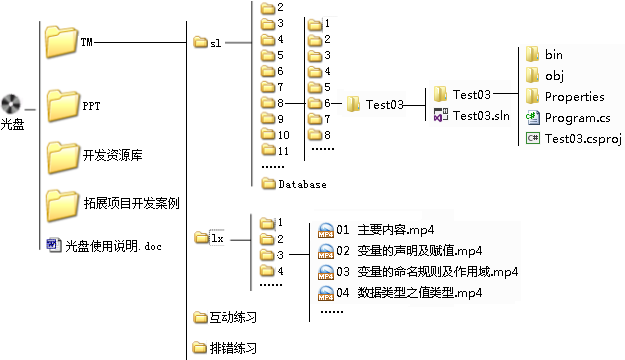 光盘
TM
PPT
开发资源库
拓展项目开发案例
光盘使用说明.doc
sl
lx
互动练习
排错练习
2
3
4
5
6
7
8
9
10
11
......
Database
1
2
3
4
5
6
7
8
......
Test03
Test03
Test03.sln
bin
obj
Properties
Program.cs
Test03.csproj
1
2
3
4
......
01 主要内容.mp4
02 变量的声明及赋值.mp4
03 变量的命名规则及作用域.mp4
04 数据类型之值类型.mp4
......